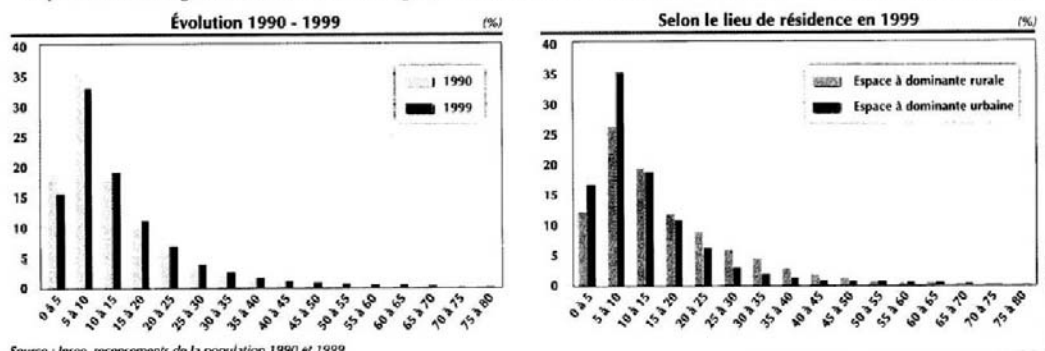 Évolution 1990 - 1999 (%)
40
35
30
25
20
15
10
5
0
1990
1999
0 à 5
5 à 10
10 à 15
15 à 20
20 à 25
25 à 30
30 à 35
35 à 40
40 à 45
45 à 50
50 à 55
55 à 60
60 à 65
65 à 70
70 à 75
75 à 80
Selon le lieu de résidence en 1999 (%)
40
35
30
25
20
15
10
5
0
Espace à dominante rurale
Espace à dominante urbaine
0 à 5
5 à 10
10 à 15
15 à 20
20 à 25
25 à 30
30 à 35
35 à 40
40 à 45
45 à 50
50 à 55
55 à 60
60 à 65
65 à 70
70 à 75
75 à 80
Source : Insee, recensements de la population 1990 et 1999